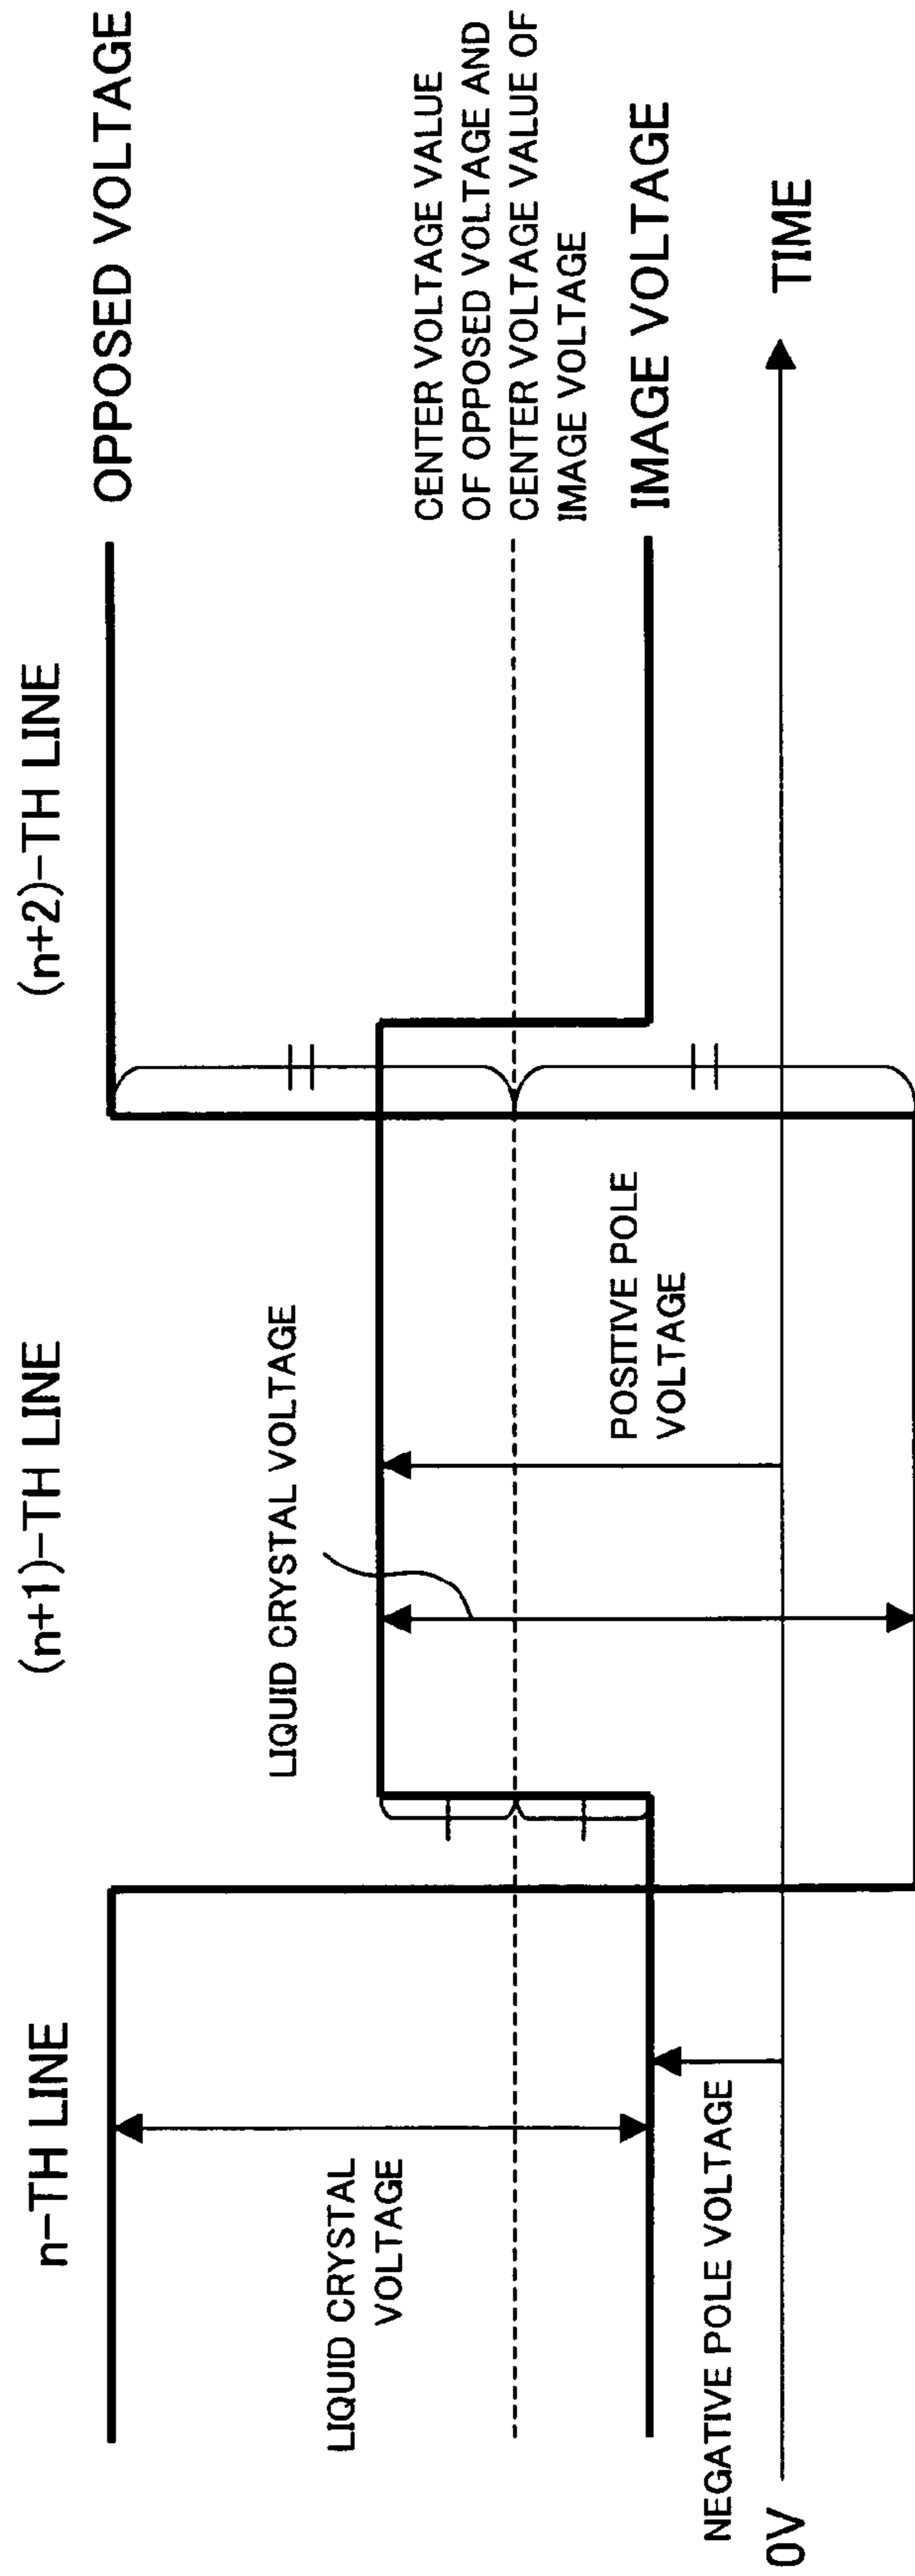 n-TH LINE
(n+1)-TH LINE
(n+2)-TH LINE
OPPOSED VOLTAGE
LIQUID CRYSTAL
VOLTAGE
LIQUID CRYSTAL VOLTAGE
CENTER VOLTAGE VALUE
OF OPPOSED VOLTAGE AND
CENTER VOLTAGE VALUE OF
IMAGE VOLTAGE
POSITIVE POLE
VOLTAGE
IMAGE VOLTAGE
NEGATIVE POLE VOLTAGE
0V
TIME